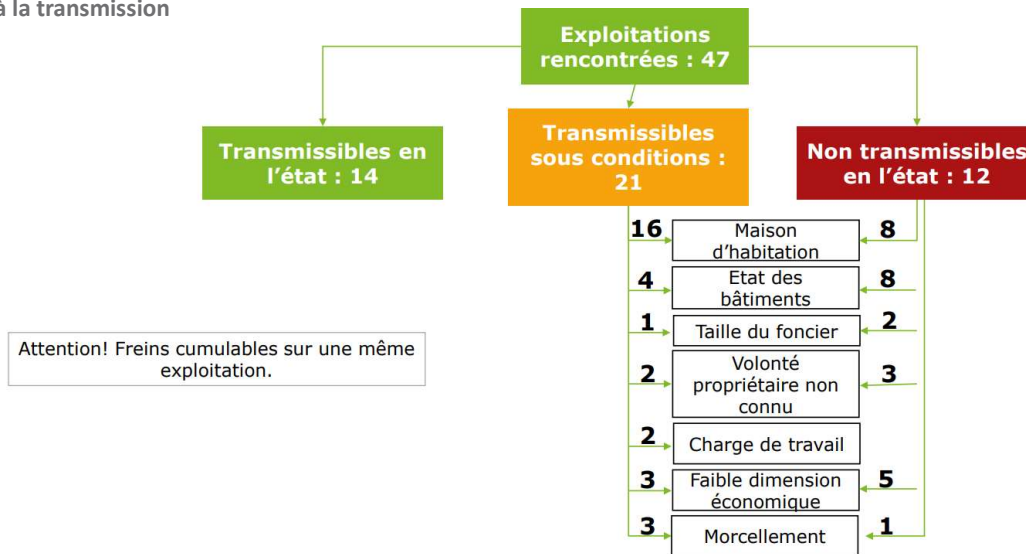 à la transmission
Exploitations
rencontrées : 47
Transmissibles en
l'état : 14
Transmissibles
sous conditions :
21
Non transmissibles
en l'état : 12
16 Maison 8
d'habitation
4 Etat des 8
bâtiments
1 Taille du foncier 2
Attention! Freins cumulables sur une même
exploitation.
2 Volonté 3
propriétaire non
connu
2 Charge de travail
3 Faible dimension 5
économique
3 Morcellement 1